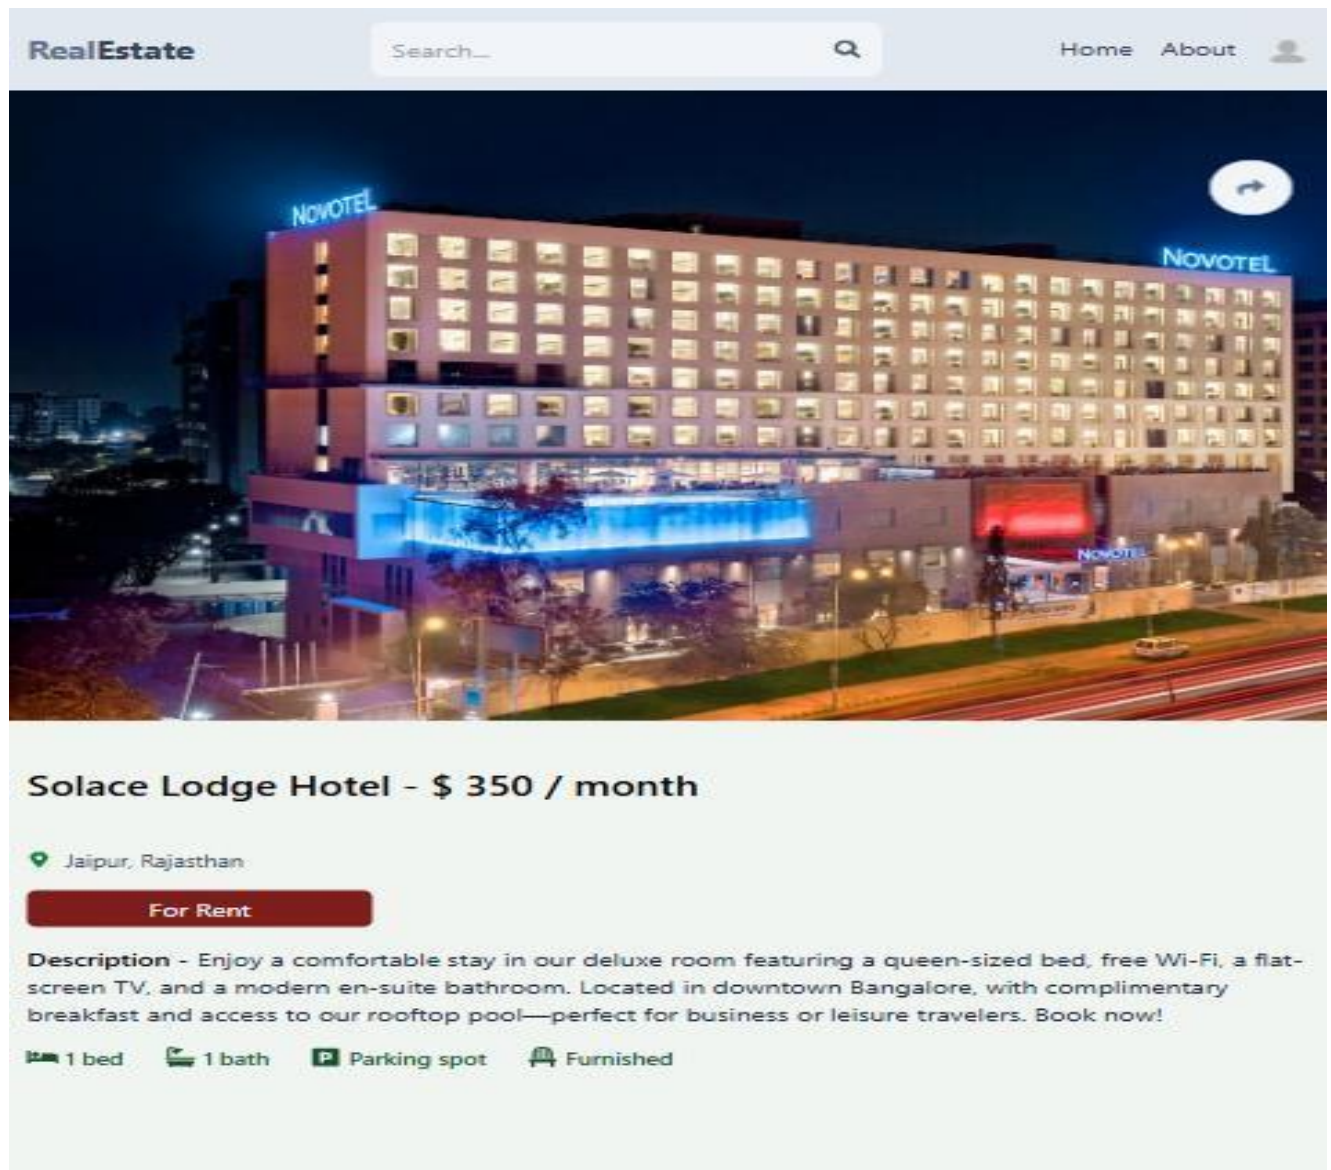 RealEstate
Search...
Home About
NOVOTEL
NOVOTEL
NOVOTEL
Solace Lodge Hotel - $ 350 / month
Jaipur, Rajasthan
For Rent
Description - Enjoy a comfortable stay in our deluxe room featuring a queen-sized bed, free Wi-Fi, a flat-
screen TV, and a modern en-suite bathroom. Located in downtown Bangalore, with complimentary
breakfast and access to our rooftop pool—perfect for business or leisure travelers. Book now!
1 bed 1 bath P Parking spot Furnished